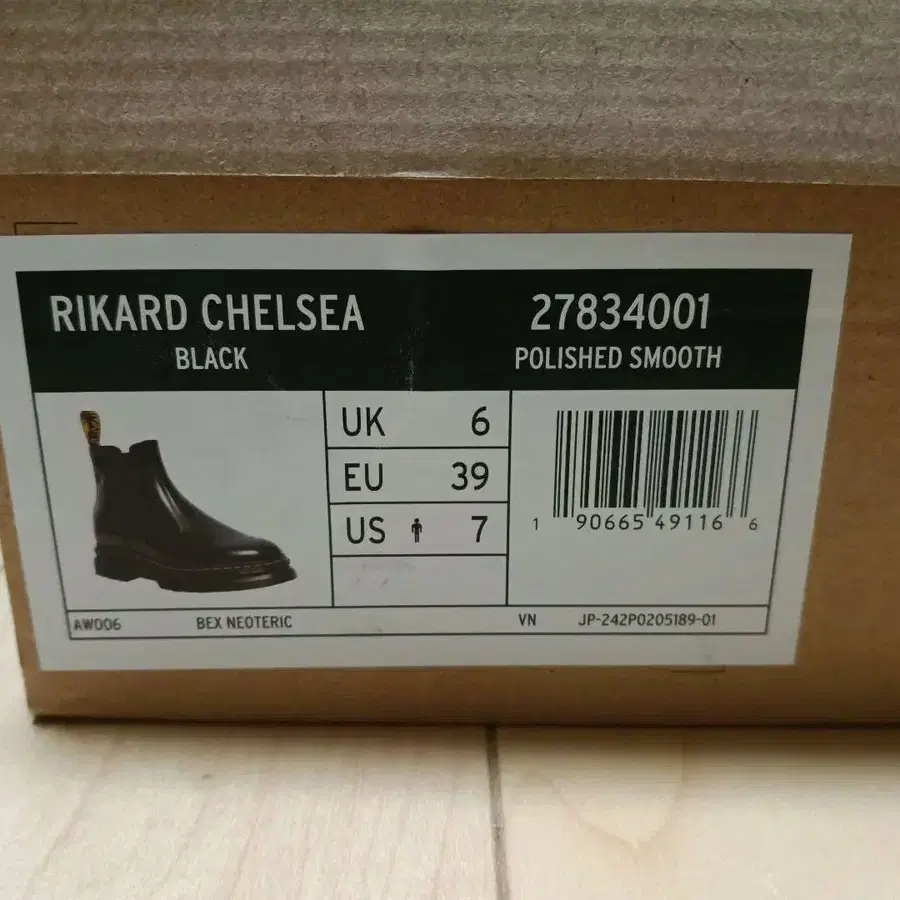 RIKARD CHELSEA
BLACK
27834001
POLISHED SMOOTH
UK 6
EU 39
US 7
1 90665 49116 6
AW006 BEX NEOTERIC VN JP-242P0205189-01